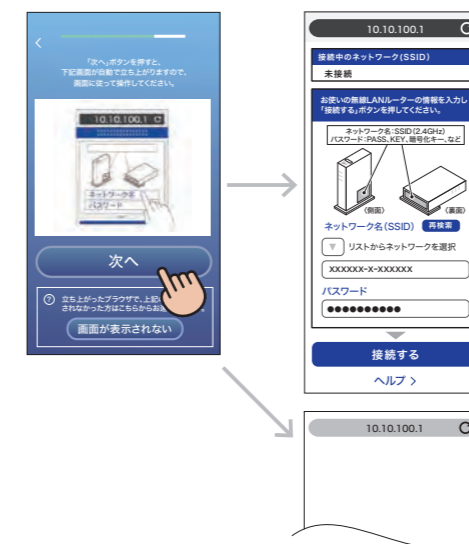 「次へ」ボタンを押すと、
下記画面が自動で立ち上がりますので、
画面に従って操作してください。
10.10.100.1
ネットワーク名
パスワード
次へ
立ち上がったブラウザで、上記
されなかった方はこちらからお
画面が表示されない
10.10.100.1
接続中のネットワーク(SSID)
未接続
お使いの無線LANルーターの情報を入力し
「接続する」ボタンを押してください。
ネットワーク名:SSID(2.4GHz)
パスワード:PASS、KEY、暗号化キー、など
(側面)
(裏面)
ネットワーク名(SSID) 再検索
リストからネットワークを選択
xxxxxx-x-xxxxxx
パスワード
●●●●●●●●●●
接続する
ヘルプ >
10.10.100.1